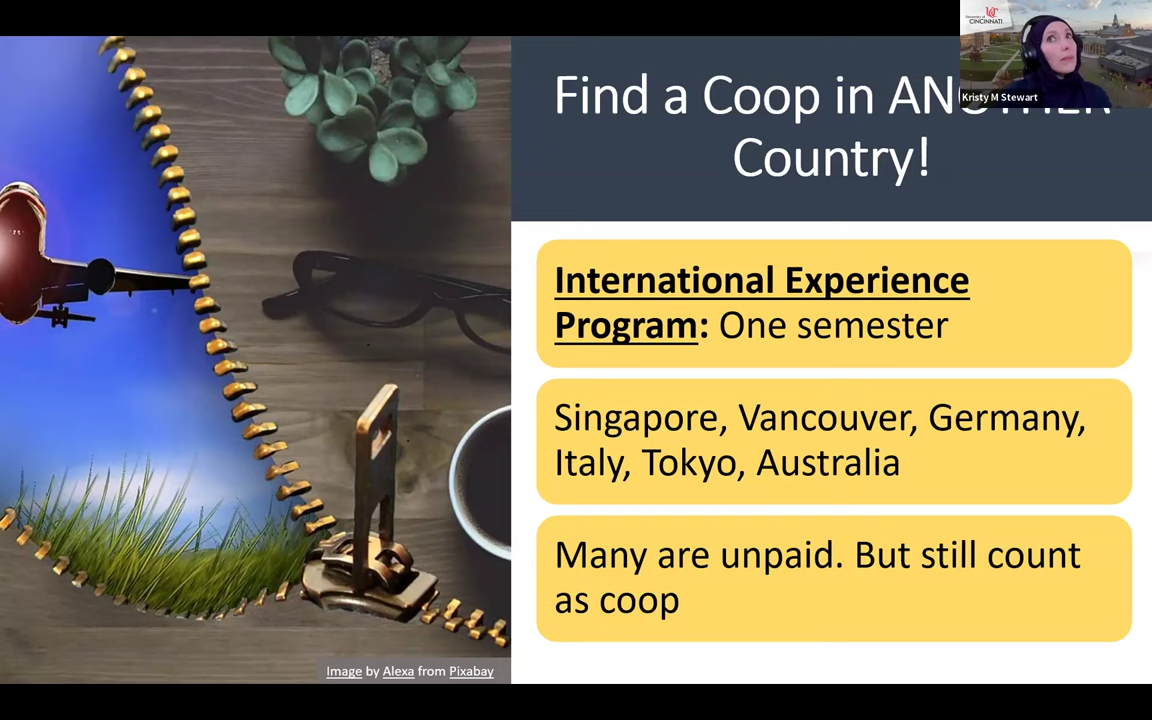 CINCINNATI
Kristy M Stewart
Find a Coop in ANOTHER
Country!
International Experience
Program: One semester
Singapore, Vancouver, Germany,
Italy, Tokyo, Australia
Many are unpaid. But still count
as coop
Image by Alexa from Pixabay